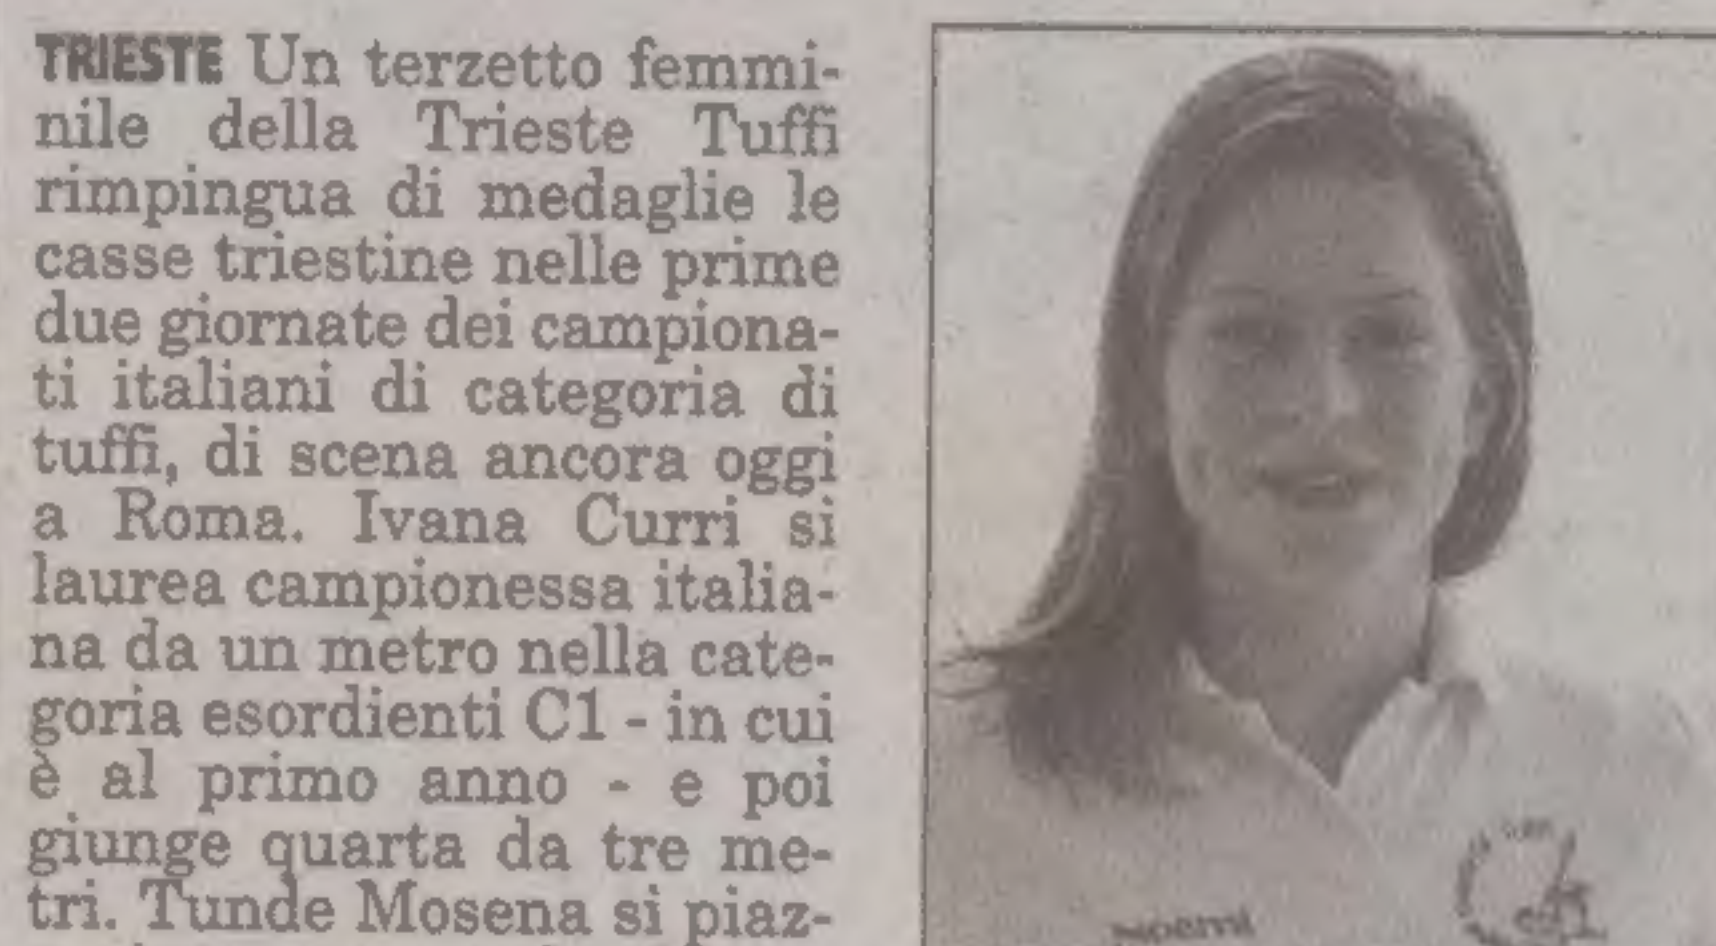 TRIESTE Un terzetto femmi-
nile della Trieste Tuffi
rimpingua di medaglie le
casse triestine nelle prime
due giornate dei campiona-
ti italiani di categoria di
tuffi, di scena ancora oggi
a Roma. Ivana Curri si
laurea campionessa italia-
na da un metro nella cate-
goria esordienti C1 - in cui
è al primo anno - e poi
giunge quarta da tre me-
tri. Tunde Mosena si piaz-
Noemi